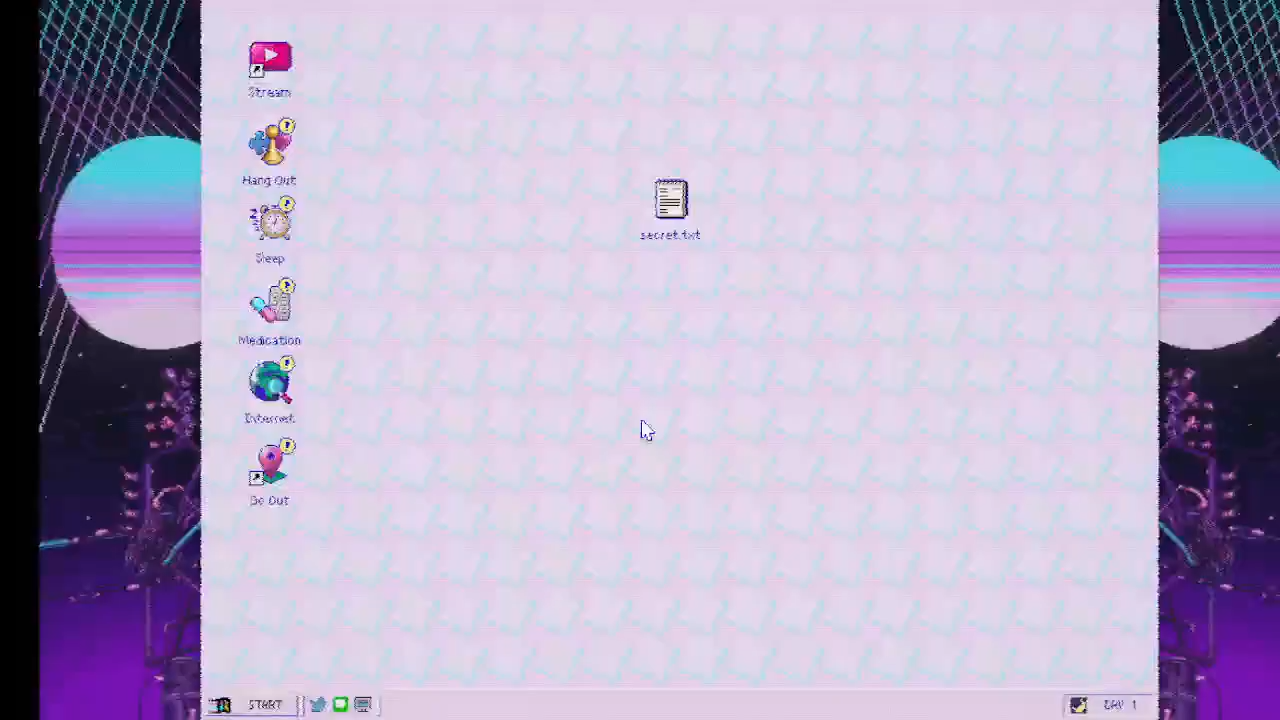 Stream
Hang Out
secret.txt
Sleep
Medication
Internet
Go Out
START
DAY 1